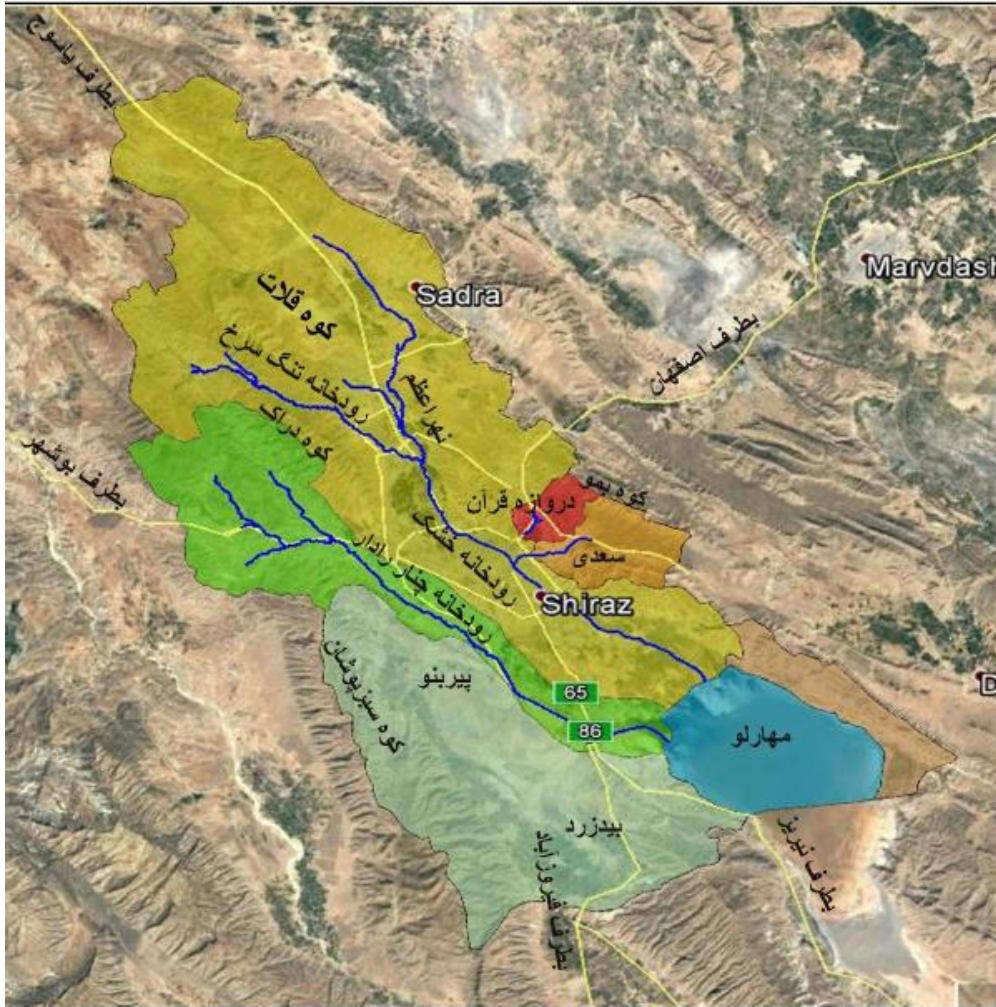 بطرف یاسوج
Sadra
Marvdash
کوه قلات
رودخانه تنگ سرخ
نهر اعظم
بطرف اصفهان
کوه دراک
بطرف بوشهر
کوه بمو
دروازه قرآن
سعدی
رودخانه خشک
رودخانه چنار رادار
Shiraz
کوه سبزپوشان
پیربنو
65
86
مهارلو
D
بیدزرد
بطرف فیروزآباد
بطرف نیریز